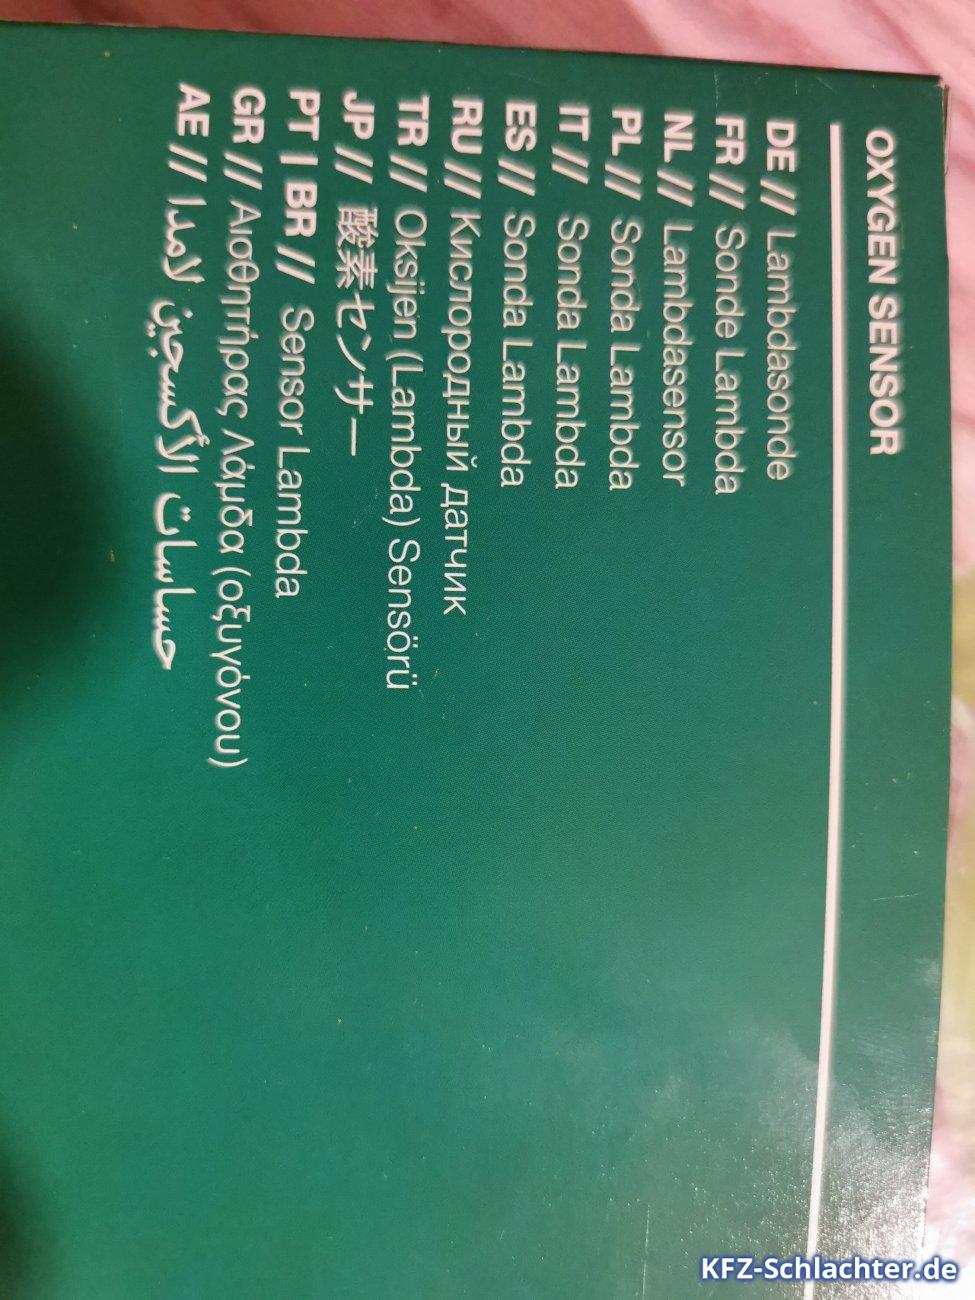 OXYGEN SENSOR
DE // Lambdasonde
FR // Sonde Lambda
NL // Lambdasensor
PL // Sonda Lambda
IT // Sonda Lambda
ES // Sonda Lambda
RU // Кислородный датчик
TR // Oksijen (Lambda) Sensörü
JP // 酸素センサー
PT | BR // Sensor Lambda
GR // Αισθητήρας Λάμδα (οξυγόνου)
AE // حساسات الأكسجين لامدا
KFZ-Schlachter.de